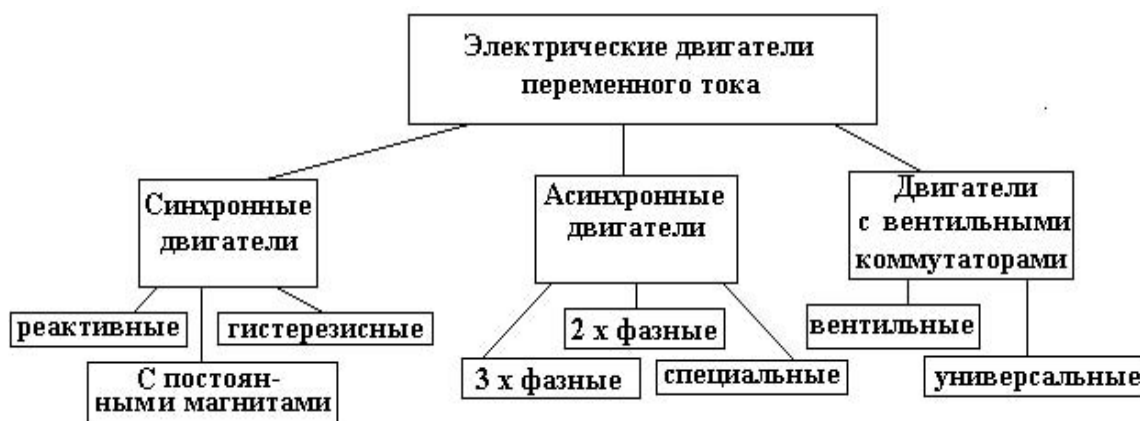 Электрические двигатели
переменного тока
Синхронные
двигатели
Асинхронные
двигатели
Двигатели
с вентильными
коммутаторами
реактивные
С постоян-
ными магнитами
гистерезисные
3 х фазные
2 х фазные
специальные
вентильные
универсальные